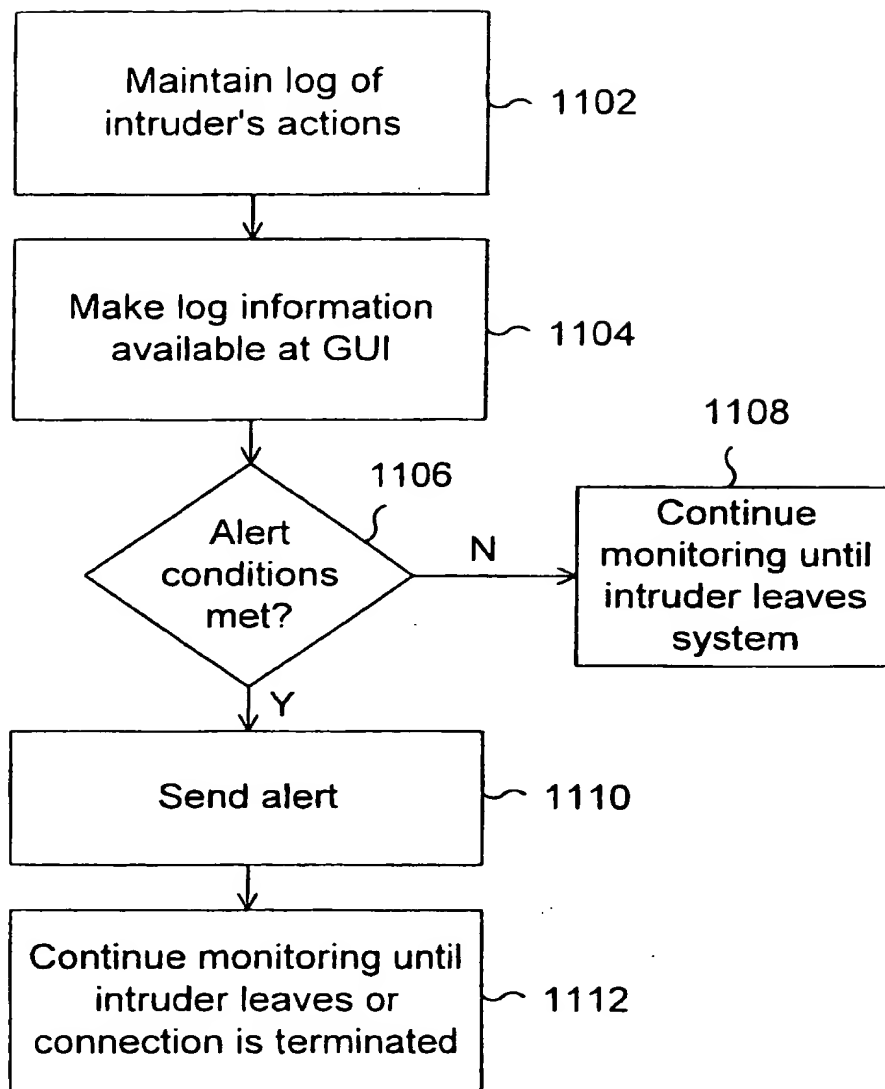 Maintain log of
intruder's actions
1102
Make log information
available at GUI
1104
1106
Alert
conditions
met?
N
1108
Continue
monitoring until
intruder leaves
system
Y
Send alert
1110
Continue monitoring until
intruder leaves or
connection is terminated
1112